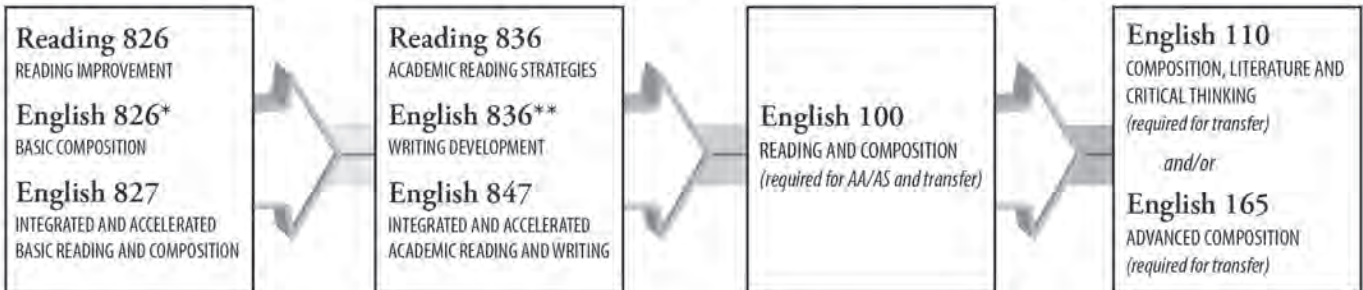 Reading 826
READING IMPROVEMENT
English 826*
BASIC COMPOSITION
English 827
INTEGRATED AND ACCELERATED
BASIC READING AND COMPOSITION
Reading 836
ACADEMIC READING STRATEGIES
English 836**
WRITING DEVELOPMENT
English 847
INTEGRATED AND ACCELERATED
ACADEMIC READING AND WRITING
English 100
READING AND COMPOSITION
(required for AA/AS and transfer)
English 110
COMPOSITION, LITERATURE AND
CRITICAL THINKING
(required for transfer)
and/or
English 165
ADVANCED COMPOSITION
(required for transfer)